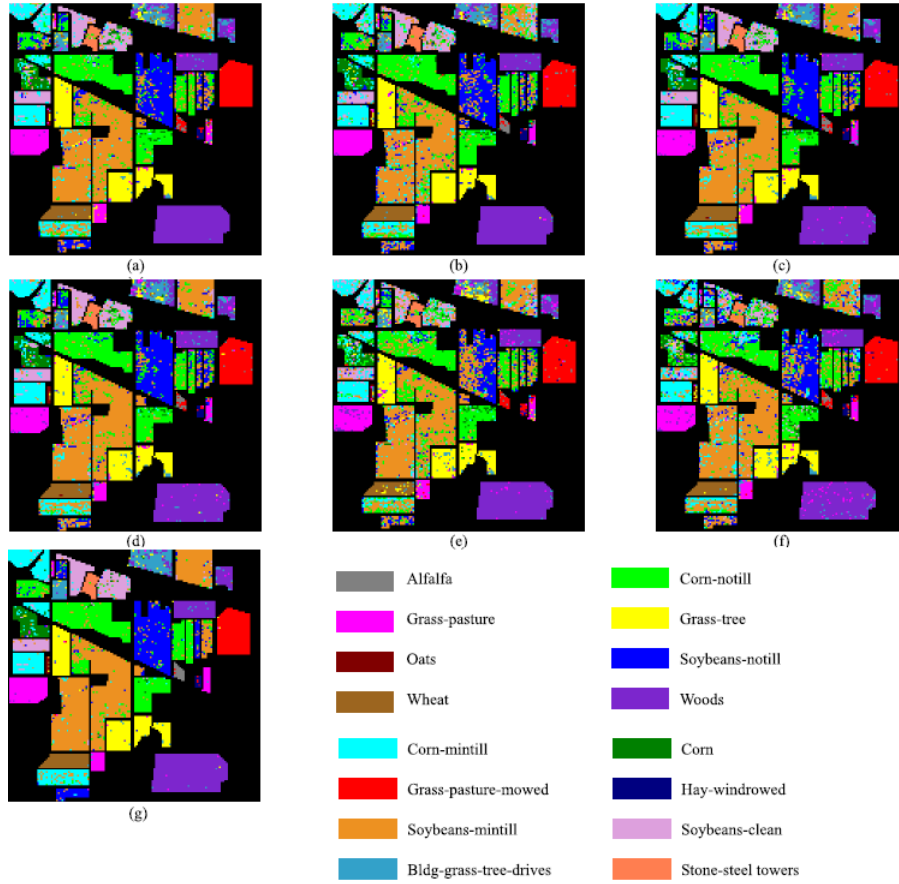 (a)
(b)
(c)
(d)
(e)
(f)
(g)
Alfalfa
Corn-notill
Grass-pasture
Grass-tree
Oats
Soybeans-notill
Wheat
Woods
Corn-mintill
Corn
Grass-pasture-mowed
Hay-windrowed
Soybeans-mintill
Soybeans-clean
Bldg-grass-tree-drives
Stone-steel towers